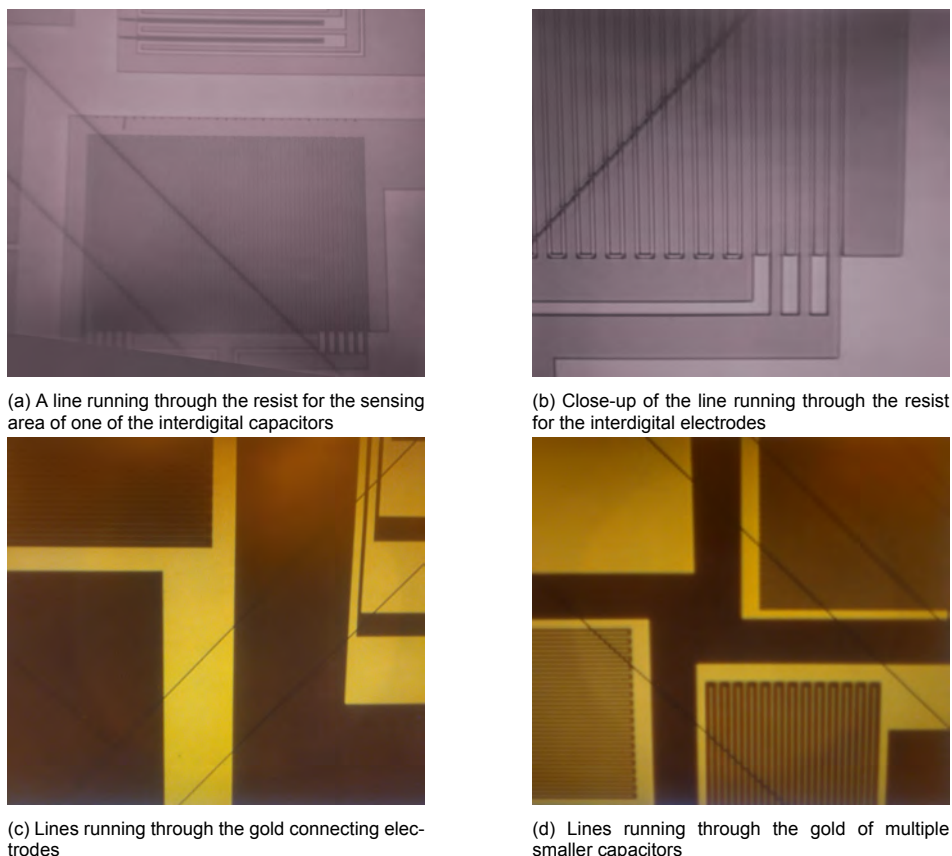 (a) A line running through the resist for the sensing
area of one of the interdigital capacitors
(b) Close-up of the line running through the resist
for the interdigital electrodes
(c) Lines running through the gold connecting elec-
trodes
(d) Lines running through the gold of multiple
smaller capacitors